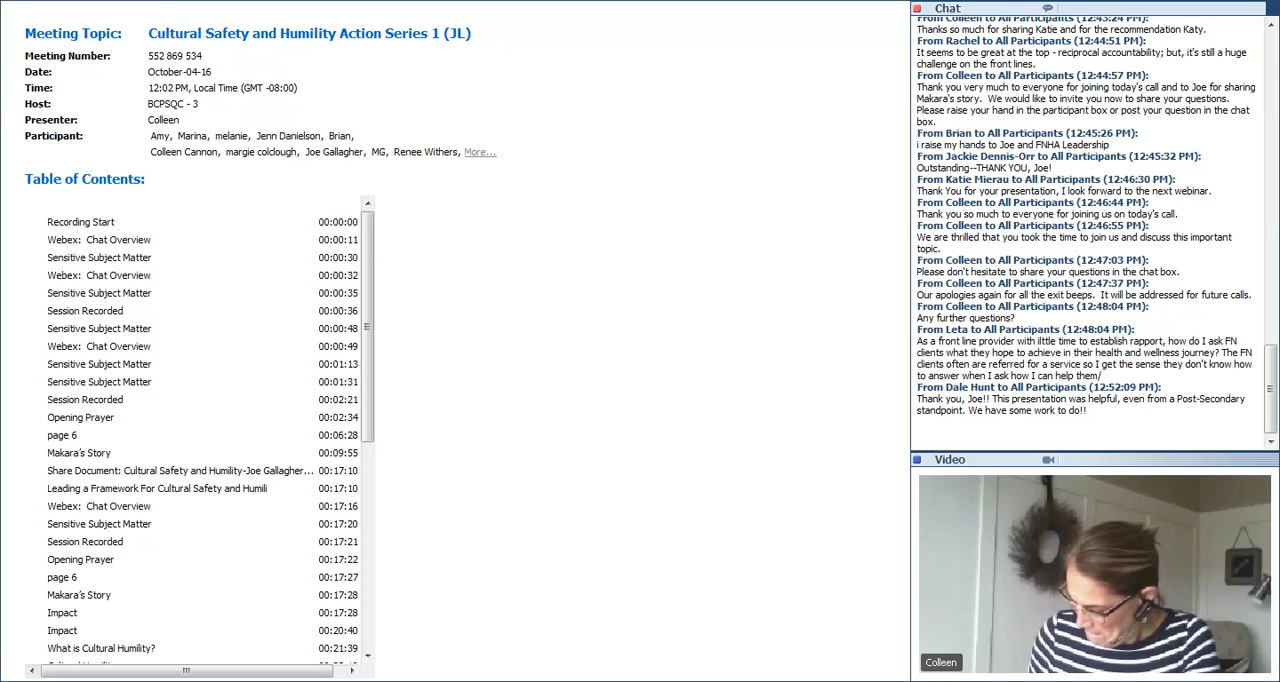 Meeting Topic: Cultural Safety and Humility Action Series 1 (JL)
Meeting Number: 552 869 534
Date: October-04-16
Time: 12:02 PM, Local Time (GMT -08:00)
Host: BCPSQC - 3
Presenter: Colleen
Participant: Amy, Marina, melanie, Jenn Danielson, Brian,
Colleen Cannon, margie colclough, Joe Gallagher, MG, Renee Withers, More...
Table of Contents:
Recording Start 00:00:00
Webex: Chat Overview 00:00:11
Sensitive Subject Matter 00:00:30
Webex: Chat Overview 00:00:32
Sensitive Subject Matter 00:00:35
Session Recorded 00:00:36
Sensitive Subject Matter 00:00:48
Webex: Chat Overview 00:00:49
Sensitive Subject Matter 00:01:13
Sensitive Subject Matter 00:01:31
Session Recorded 00:02:21
Opening Prayer 00:02:34
page 6 00:06:28
Makara's Story 00:09:55
Share Document: Cultural Safety and Humility-Joe Gallagher... 00:17:10
Leading a Framework For Cultural Safety and Humili 00:17:10
Webex: Chat Overview 00:17:16
Sensitive Subject Matter 00:17:20
Session Recorded 00:17:21
Opening Prayer 00:17:22
page 6 00:17:27
Makara's Story 00:17:28
Impact 00:17:28
Impact 00:20:40
What is Cultural Humility? 00:21:39
Chat
From Colleen to All Participants (12:43:24 PM):
Thanks so much for sharing Katie and for the recommendation Katy.
From Rachel to All Participants (12:44:51 PM):
It seems to be great at the top - reciprocal accountability; but, it's still a huge
challenge on the front lines.
From Colleen to All Participants (12:44:57 PM):
Thank you very much to everyone for joining today's call and to Joe for sharing
Makara's story. We would like to invite you now to share your questions.
Please raise your hand in the participant box or post your question in the chat
box.
From Brian to All Participants (12:45:26 PM):
i raise my hands to Joe and FNHA Leadership
From Jackie Dennis-Orr to All Participants (12:45:32 PM):
Outstanding--THANK YOU, Joe!
From Katie Mierau to All Participants (12:46:30 PM):
Thank You for your presentation, I look forward to the next webinar.
From Colleen to All Participants (12:46:44 PM):
Thank you so much to everyone for joining us on today's call.
From Colleen to All Participants (12:46:55 PM):
We are thrilled that you took the time to join us and discuss this important
topic.
From Colleen to All Participants (12:47:03 PM):
Please don't hesitate to share your questions in the chat box.
From Colleen to All Participants (12:47:37 PM):
Our apologies again for all the exit beeps. It will be addressed for future calls.
From Colleen to All Participants (12:48:04 PM):
Any further questions?
From Leta to All Participants (12:48:04 PM):
As a front line provider with ilttle time to establish rapport, how do I ask FN
clients what they hope to achieve in their health and wellness journey? The FN
clients often are referred for a service so I get the sense they don't know how
to answer when I ask how I can help them/
From Dale Hunt to All Participants (12:52:09 PM):
Thank you, Joe!! This presentation was helpful, even from a Post-Secondary
standpoint. We have some work to do!!
Video
Colleen